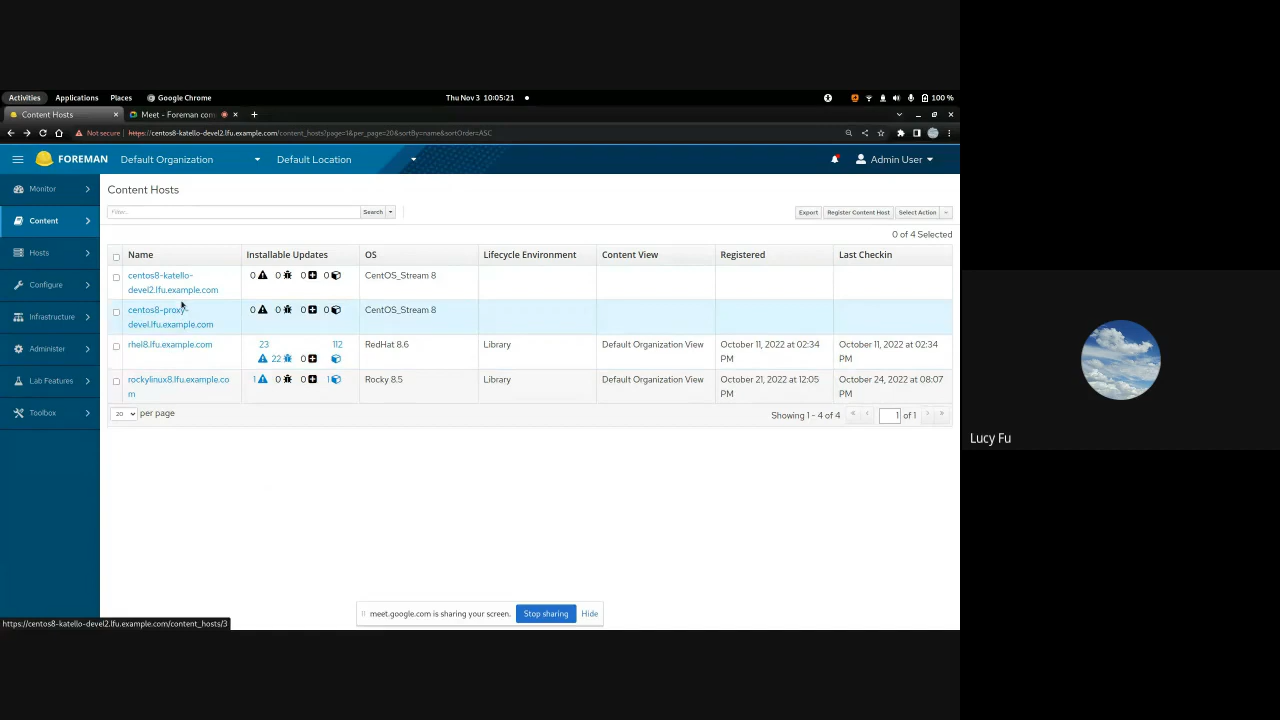 Activities Applications Places Google Chrome Thu Nov 3 10:05:21 100 %
Content Hosts Meet - Foreman com
Not secure https://centos8-katello-devel2.lfu.example.com/content_hosts?page=1&per_page=20&sortBy=name&sortOrder=ASC
FOREMAN Default Organization Default Location Admin User
Monitor
Content
Hosts
Configure
Infrastructure
Administer
Lab Features
Toolbox
Content Hosts
Filter... Search Export Register Content Host Select Action
0 of 4 Selected
Name Installable Updates OS Lifecycle Environment Content View Registered Last Checkin
centos8-katello- 0 0 0 0 CentOS_Stream 8
devel2.lfu.example.com
centos8-proxy- 0 0 0 0 CentOS_Stream 8
devel.lfu.example.com
rhel8.lfu.example.com 23 112 RedHat 8.6 Library Default Organization View October 11, 2022 at 02:34 October 11, 2022 at 02:34
22 0 PM PM
rockylinux8.lfu.example.co 1 0 0 1 Rocky 8.5 Library Default Organization View October 21, 2022 at 12:05 October 24, 2022 at 08:07
m PM PM
20 per page Showing 1 - 4 of 4 1 of 1
meet.google.com is sharing your screen. Stop sharing Hide
https://centos8-katello-devel2.lfu.example.com/content_hosts/3
Lucy Fu